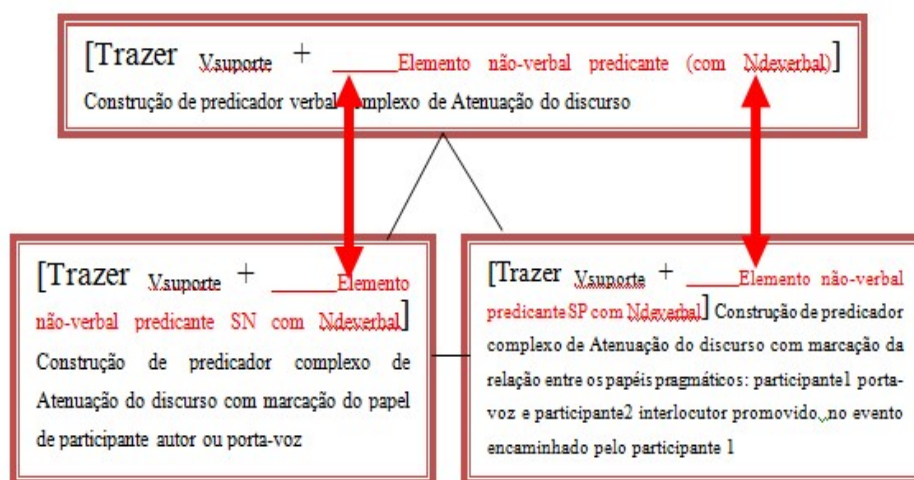 [Trazer Vsuporte + ______Elemento não-verbal predicante (com Ndeverbal)]
Construção de predicador verbal complexo de Atenuação do discurso
[Trazer Vsuporte + ______Elemento
não-verbal predicante SN com Ndeverbal]
Construção de predicador complexo de
Atenuação do discurso com marcação do papel
de participante autor ou porta-voz
[Trazer Vsuporte + ______Elemento não-verbal
predicante SP com Ndeverbal] Construção de predicador
complexo de Atenuação do discurso com marcação da
relação entre os papéis pragmáticos: participante1 porta-
voz e participante2 interlocutor promovido, no evento
encaminhado pelo participante 1